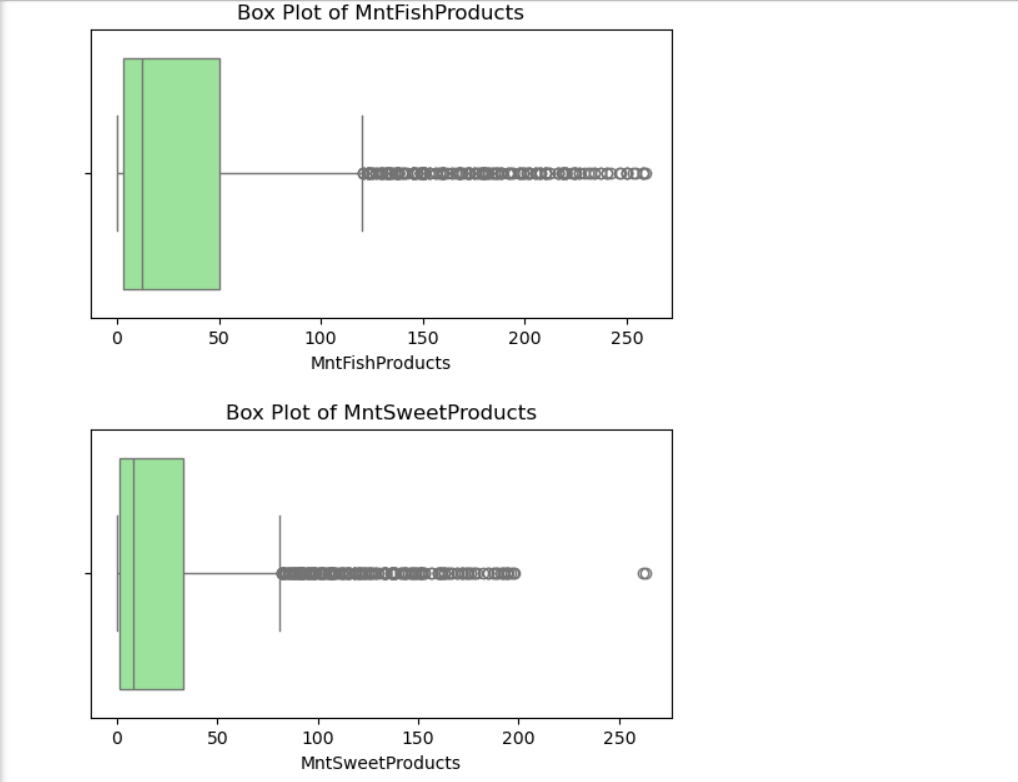 Box Plot of MntFishProducts
0 50 100 150 200 250
MntFishProducts
Box Plot of MntSweetProducts
0 50 100 150 200 250
MntSweetProducts